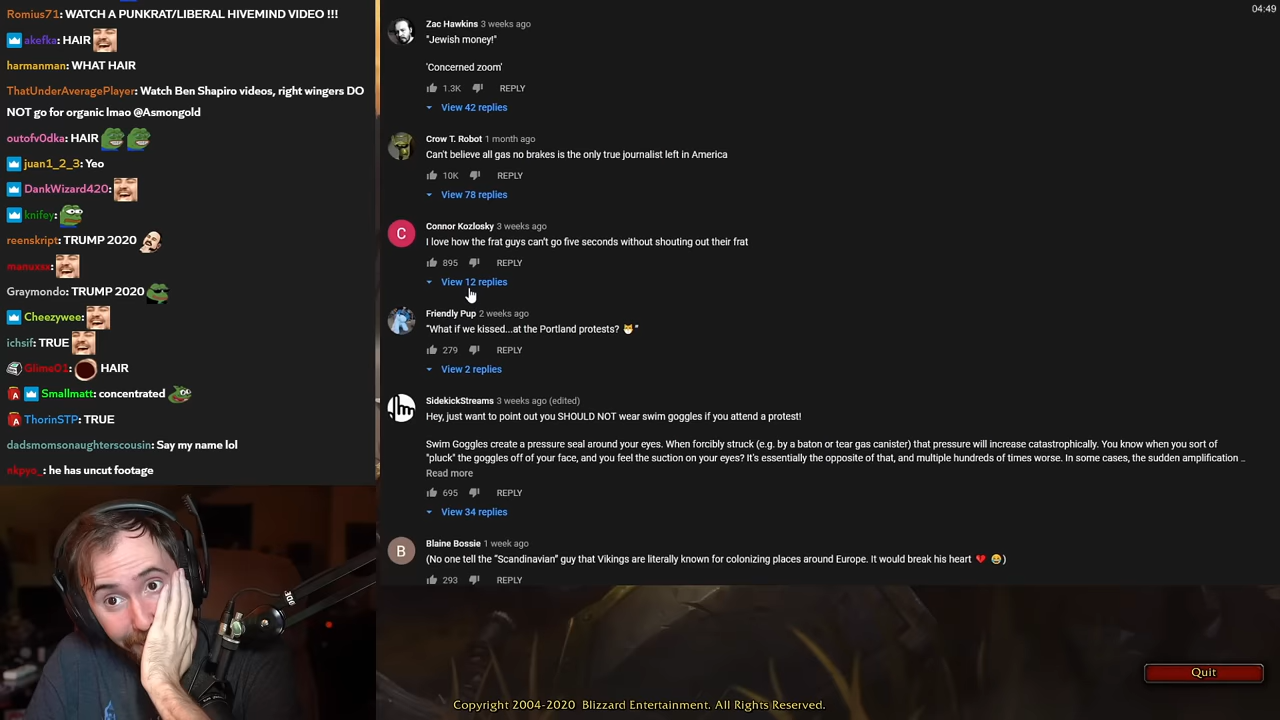 Romius71: WATCH A PUNKRAT/LIBERAL HIVEMIND VIDEO !!!
akefka: HAIR
harmanman: WHAT HAIR
ThatUnderAveragePlayer: Watch Ben Shapiro videos, right wingers DO
NOT go for organic lmao @Asmongold
outofv0dka: HAIR
juan1_2_3: Yeo
DankWizard420:
knifey:
reenskript: TRUMP 2020
manuxsx:
Graymondo: TRUMP 2020
Cheezywee:
ichsif: TRUE
Glime01: HAIR
Smallmatt: concentrated
ThorinSTP: TRUE
dadsmomsonaughterscousin: Say my name lol
nkpyo_: he has uncut footage
04:49
Zac Hawkins 3 weeks ago
"Jewish money!"
'Concerned zoom'
1.3K REPLY
View 42 replies
Crow T. Robot 1 month ago
Can't believe all gas no brakes is the only true journalist left in America
10K REPLY
View 78 replies
C
Connor Kozlosky 3 weeks ago
I love how the frat guys can't go five seconds without shouting out their frat
895 REPLY
View 12 replies
Friendly Pup 2 weeks ago
"What if we kissed...at the Portland protests? 😼"
279 REPLY
View 2 replies
SidekickStreams 3 weeks ago (edited)
Hey, just want to point out you SHOULD NOT wear swim goggles if you attend a protest!
Swim Goggles create a pressure seal around your eyes. When forcibly struck (e.g. by a baton or tear gas canister) that pressure will increase catastrophically. You know when you sort of
"pluck" the goggles off of your face, and you feel the suction on your eyes? It's essentially the opposite of that, and multiple hundreds of times worse. In some cases, the sudden amplification ...
Read more
695 REPLY
View 34 replies
B
Blaine Bossie 1 week ago
(No one tell the "Scandinavian" guy that Vikings are literally known for colonizing places around Europe. It would break his heart 💔 😅)
293 REPLY
Quit
Copyright 2004-2020 Blizzard Entertainment. All Rights Reserved.